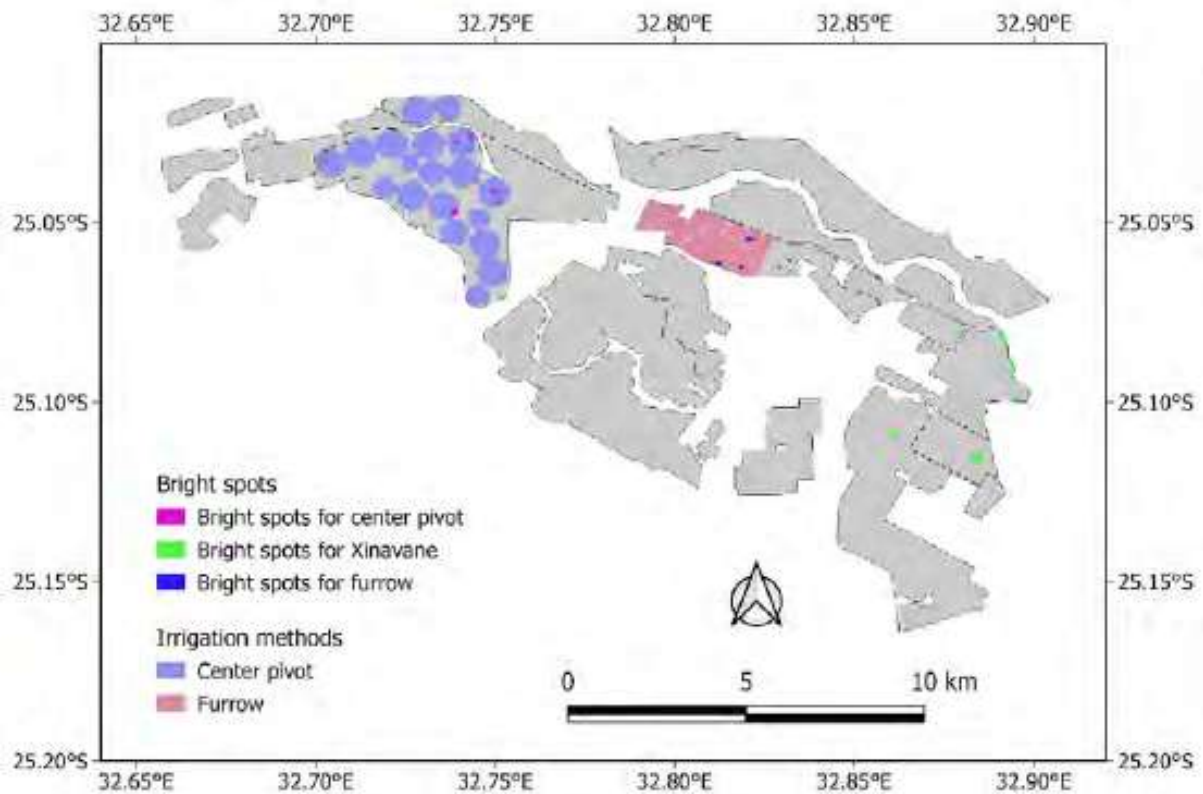 32.65°E 32.70°E 32.75°E 32.80°E 32.85°E 32.90°E
25.05°S 25.05°S
25.10°S 25.10°S
Bright spots
Bright spots for center pivot
Bright spots for Xinavane
25.15°S 25.15°S
Bright spots for furrow
Irrigation methods
Center pivot
0 5 10 km
Furrow
25.20°S 25.20°S
32.65°E 32.70°E 32.75°E 32.80°E 32.85°E 32.90°E